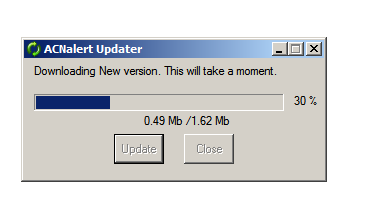 ACNalert Updater
Downloading New version. This will take a moment.
30 %
0.49 Mb /1.62 Mb
Update Close